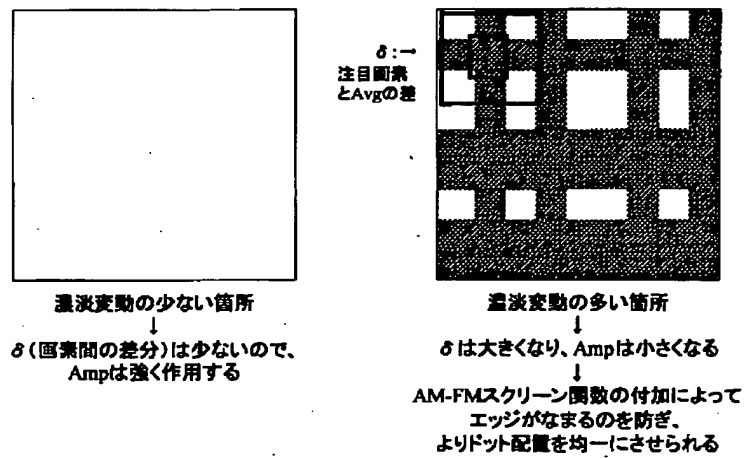 δ:→
注目画素
とAvgの差
濃淡変動の少ない箇所
↓
δ(画素間の差分)は少ないので、
Ampは強く作用する
濃淡変動の多い箇所
↓
δは大きくなり、Ampは小さくなる
↓
AM-FMスクリーン関数の付加によって
エッジがなまるのを防ぎ、
よりドット配置を均一にさせられる